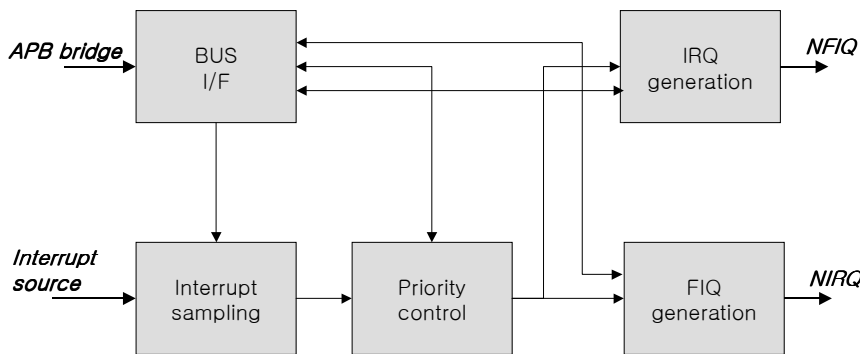 APB bridge
BUS
I/F
IRQ
generation
NFIQ
Interrupt
source
Interrupt
sampling
Priority
control
FIQ
generation
NIRQ